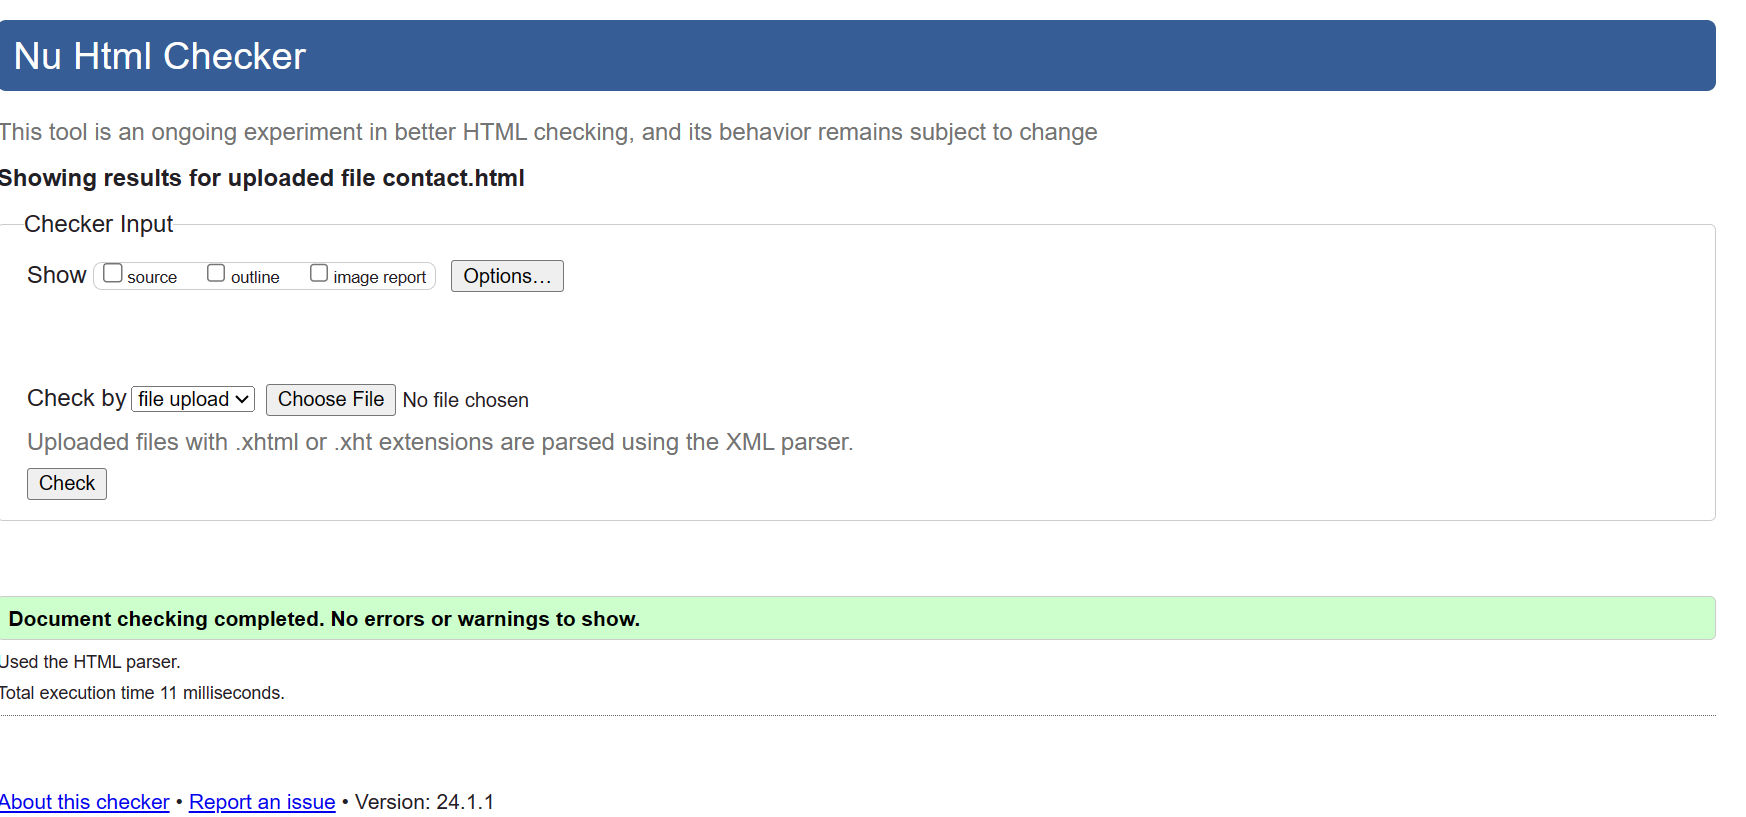 Nu Html Checker
This tool is an ongoing experiment in better HTML checking, and its behavior remains subject to change
Showing results for uploaded file contact.html
Checker Input
Show source outline image report Options…
Check by file upload Choose File No file chosen
Uploaded files with .xhtml or .xht extensions are parsed using the XML parser.
Check
Document checking completed. No errors or warnings to show.
Used the HTML parser.
Total execution time 11 milliseconds.
About this checker • Report an issue • Version: 24.1.1